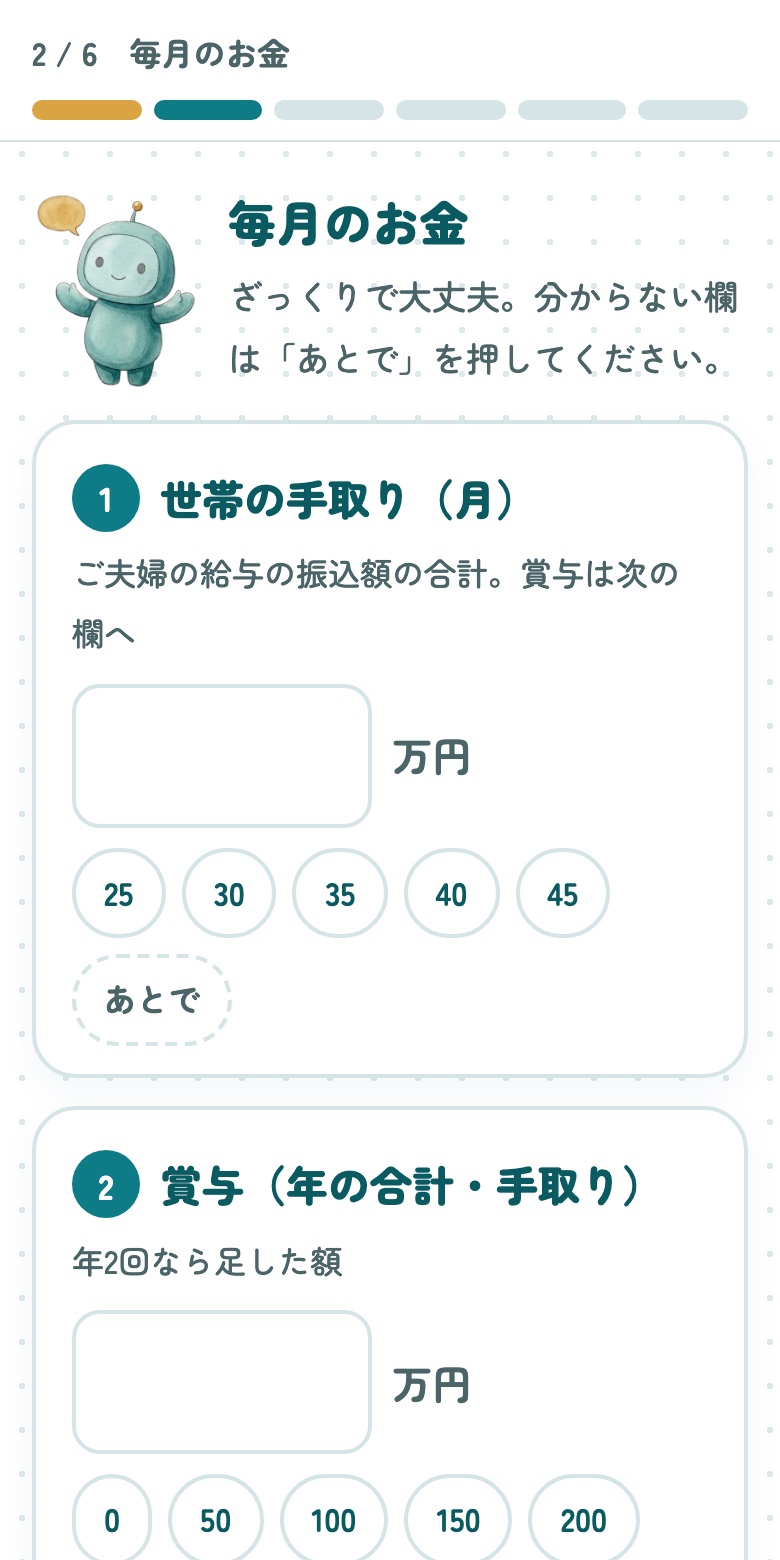 2 / 6 毎月のお金
毎月のお金
ざっくりで大丈夫。分からない欄
は「あとで」を押してください。
1 世帯の手取り（月）
ご夫婦の給与の振込額の合計。賞与は次の
欄へ
万円
25 30 35 40 45
あとで
2 賞与（年の合計・手取り）
年2回なら足した額
万円
0 50 100 150 200